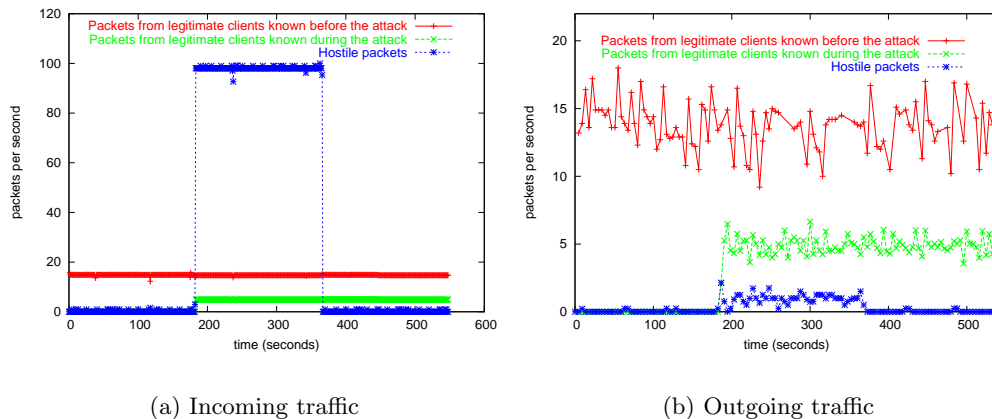 Packets from legitimate clients known before the attack
Packets from legitimate clients known during the attack
Hostile packets
packets per second
120
100
80
60
40
20
0
0 100 200 300 400 500 600
time (seconds)
(a) Incoming traffic
Packets from legitimate clients known before the attack
Packets from legitimate clients known during the attack
Hostile packets
packets per second
20
15
10
5
0
0 100 200 300 400 500
time (seconds)
(b) Outgoing traffic